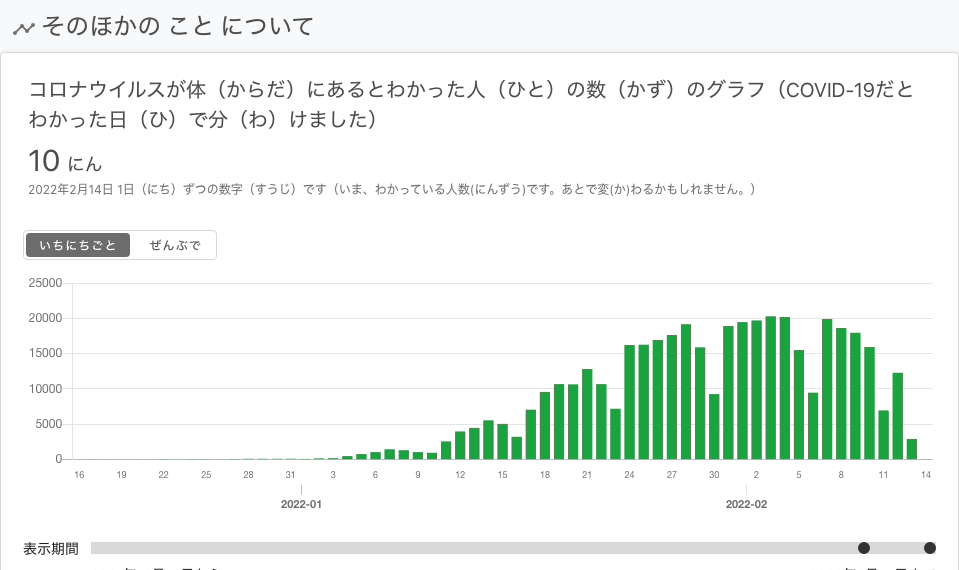 そのほかの こと について
コロナウイルスが体（からだ）にあるとわかった人（ひと）の数（かず）のグラフ（COVID-19だと
わかった日（ひ）で分（わ）けました）
10 にん
2022年2月14日 1日（にち）ずつの数字（すうじ）です（いま、わかっている人数(にんずう)です。あとで変(か)わるかもしれません。）
いちにちごと ぜんぶで
25000
20000
15000
10000
5000
0
16 19 22 25 28 31 3 6 9 12 15 18 21 24 27 30 2 5 8 11 14
2022-01 2022-02
表示期間